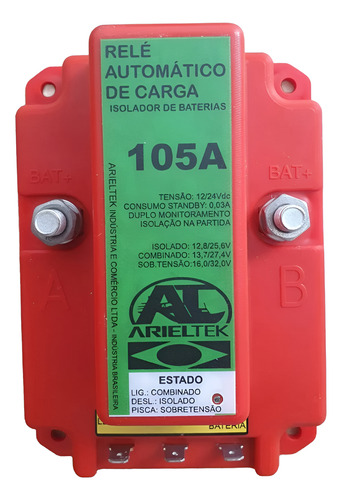 RELÉ
AUTOMÁTICO
DE CARGA
ISOLADOR DE BATERIAS
105A
TENSÃO: 12/24Vdc
CONSUMO STANDBY: 0,03A
DUPLO MONITORAMENTO
ISOLAÇÃO NA PARTIDA
ISOLADO: 12,8/25,6V
COMBINADO: 13,7/27,4V
SOB.TENSÃO:16,0/32,0V
ARIELTEK INDÚSTRIA E COMÉRCIO LTDA - INDÚSTRIA BRASILEIRA
BAT+
BAT+
A
B
AL
ARIELTEK
ESTADO
LIG.: COMBINADO
DESL.: ISOLADO
PISCA: SOBRETENSÃO
BATERIA